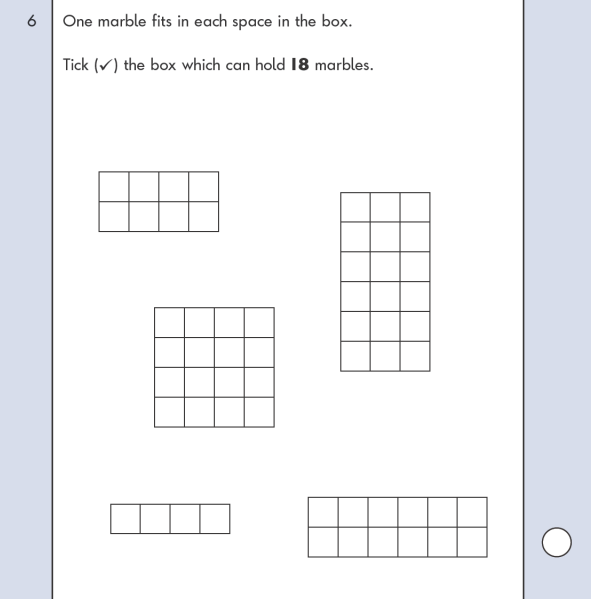 6 One marble fits in each space in the box.
Tick (✓) the box which can hold 18 marbles.